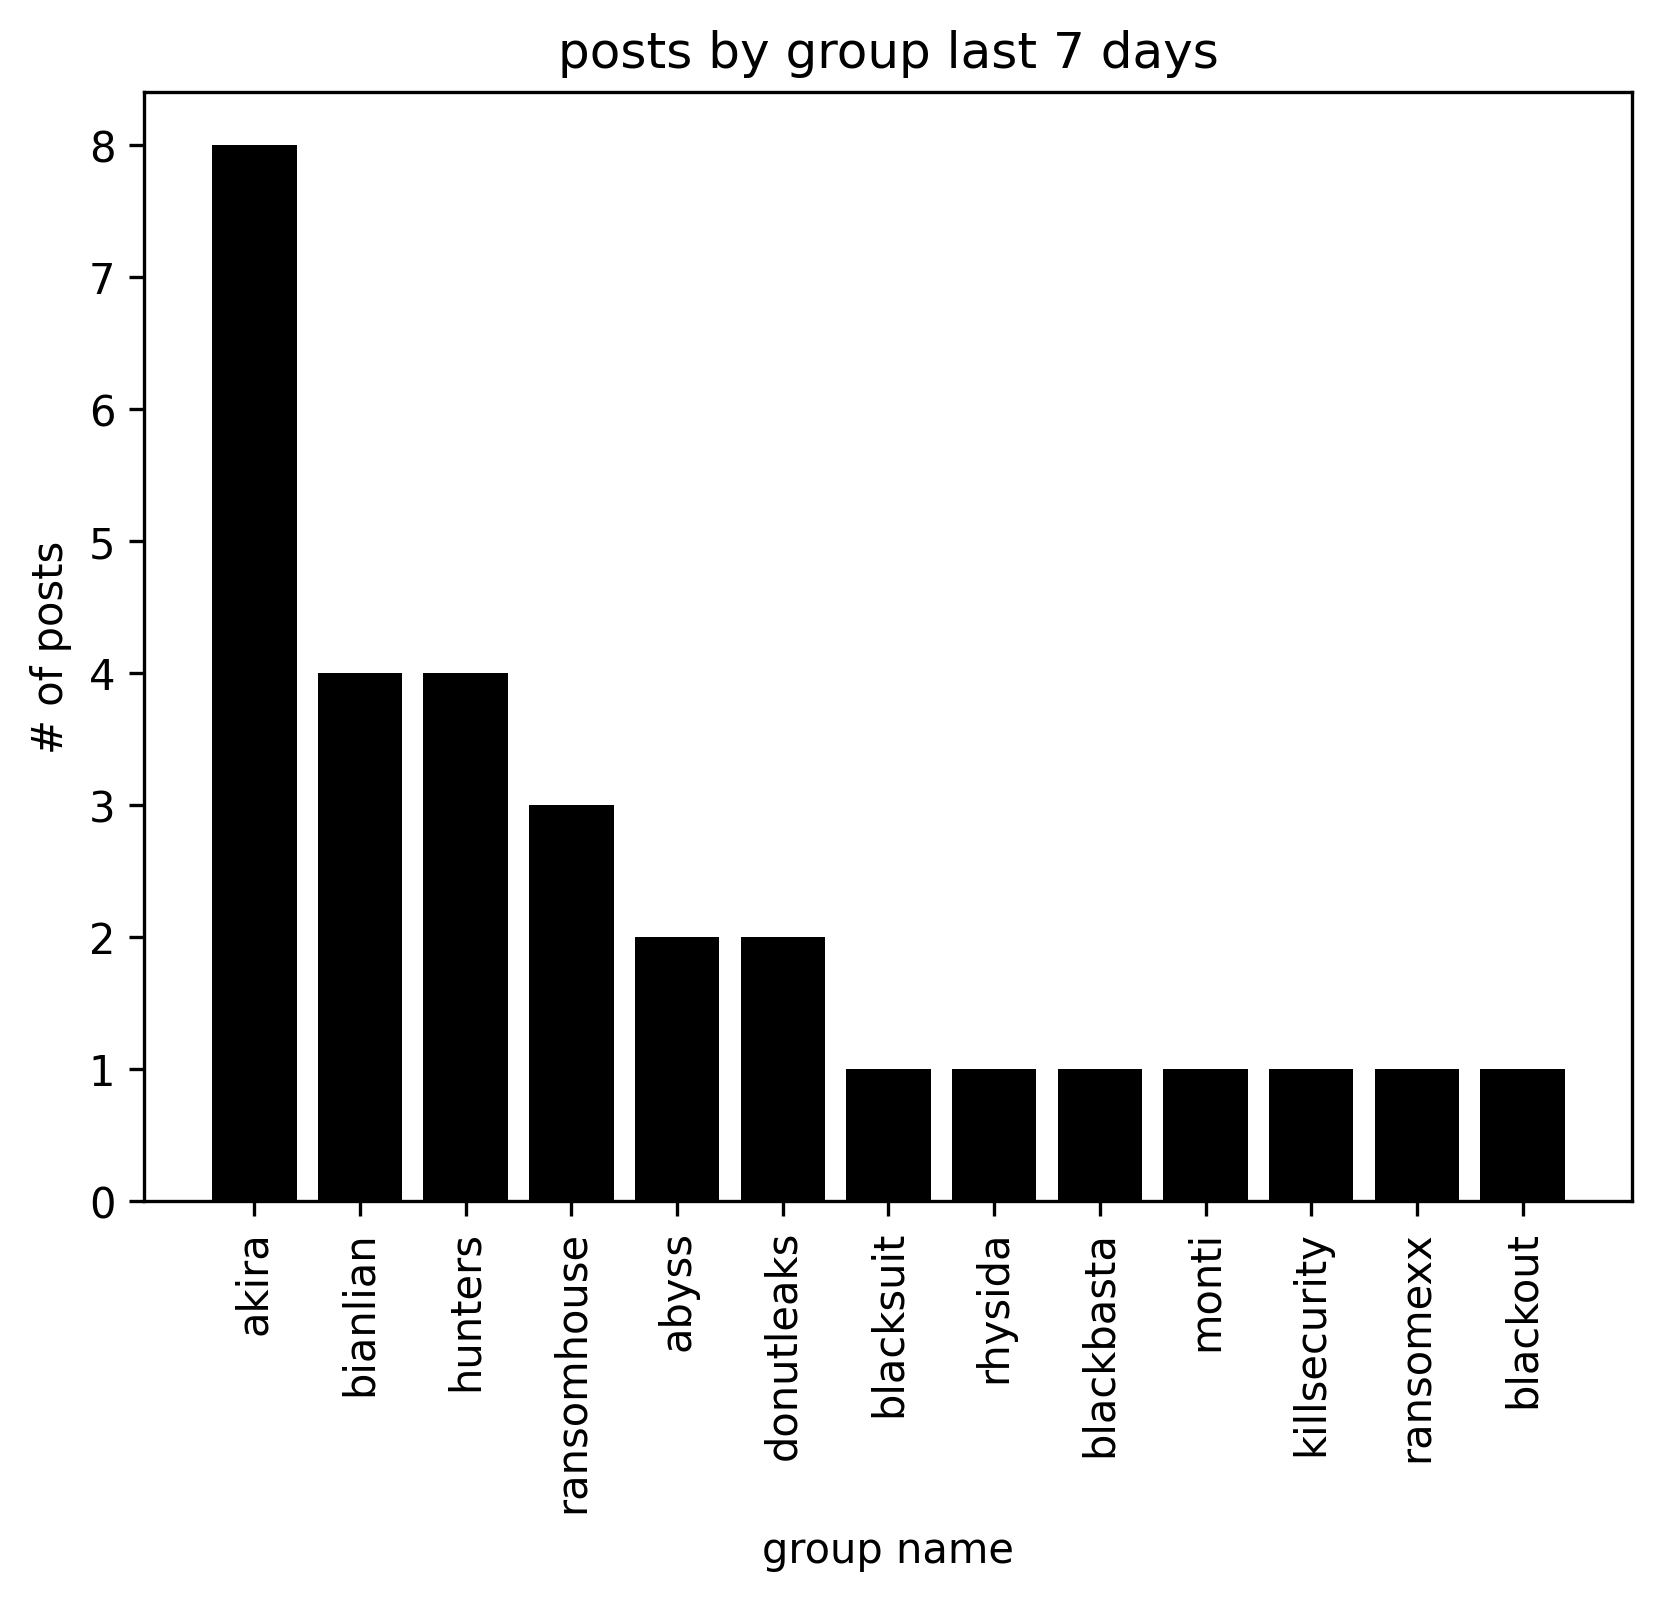 posts by group last 7 days
# of posts
8
7
6
5
4
3
2
1
0
akira
bianlian
hunters
ransomhouse
abyss
donutleaks
blacksuit
rhysida
blackbasta
monti
killsecurity
ransomexx
blackout
group name